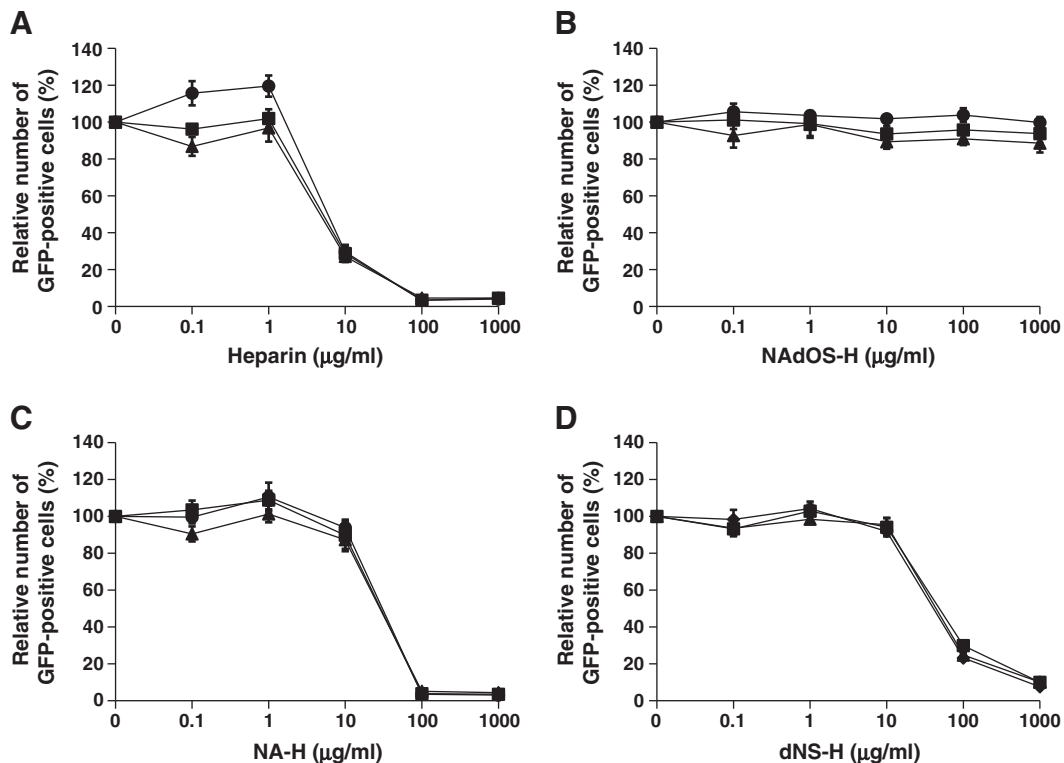 A
Relative number of
GFP-positive cells (%)
140
120
100
80
60
40
20
0
0 0.1 1 10 100 1000
Heparin (μg/ml)
B
Relative number of
GFP-positive cells (%)
140
120
100
80
60
40
20
0
0 0.1 1 10 100 1000
NAdOS-H (μg/ml)
C
Relative number of
GFP-positive cells (%)
140
120
100
80
60
40
20
0
0 0.1 1 10 100 1000
NA-H (μg/ml)
D
Relative number of
GFP-positive cells (%)
140
120
100
80
60
40
20
0
0 0.1 1 10 100 1000
dNS-H (μg/ml)